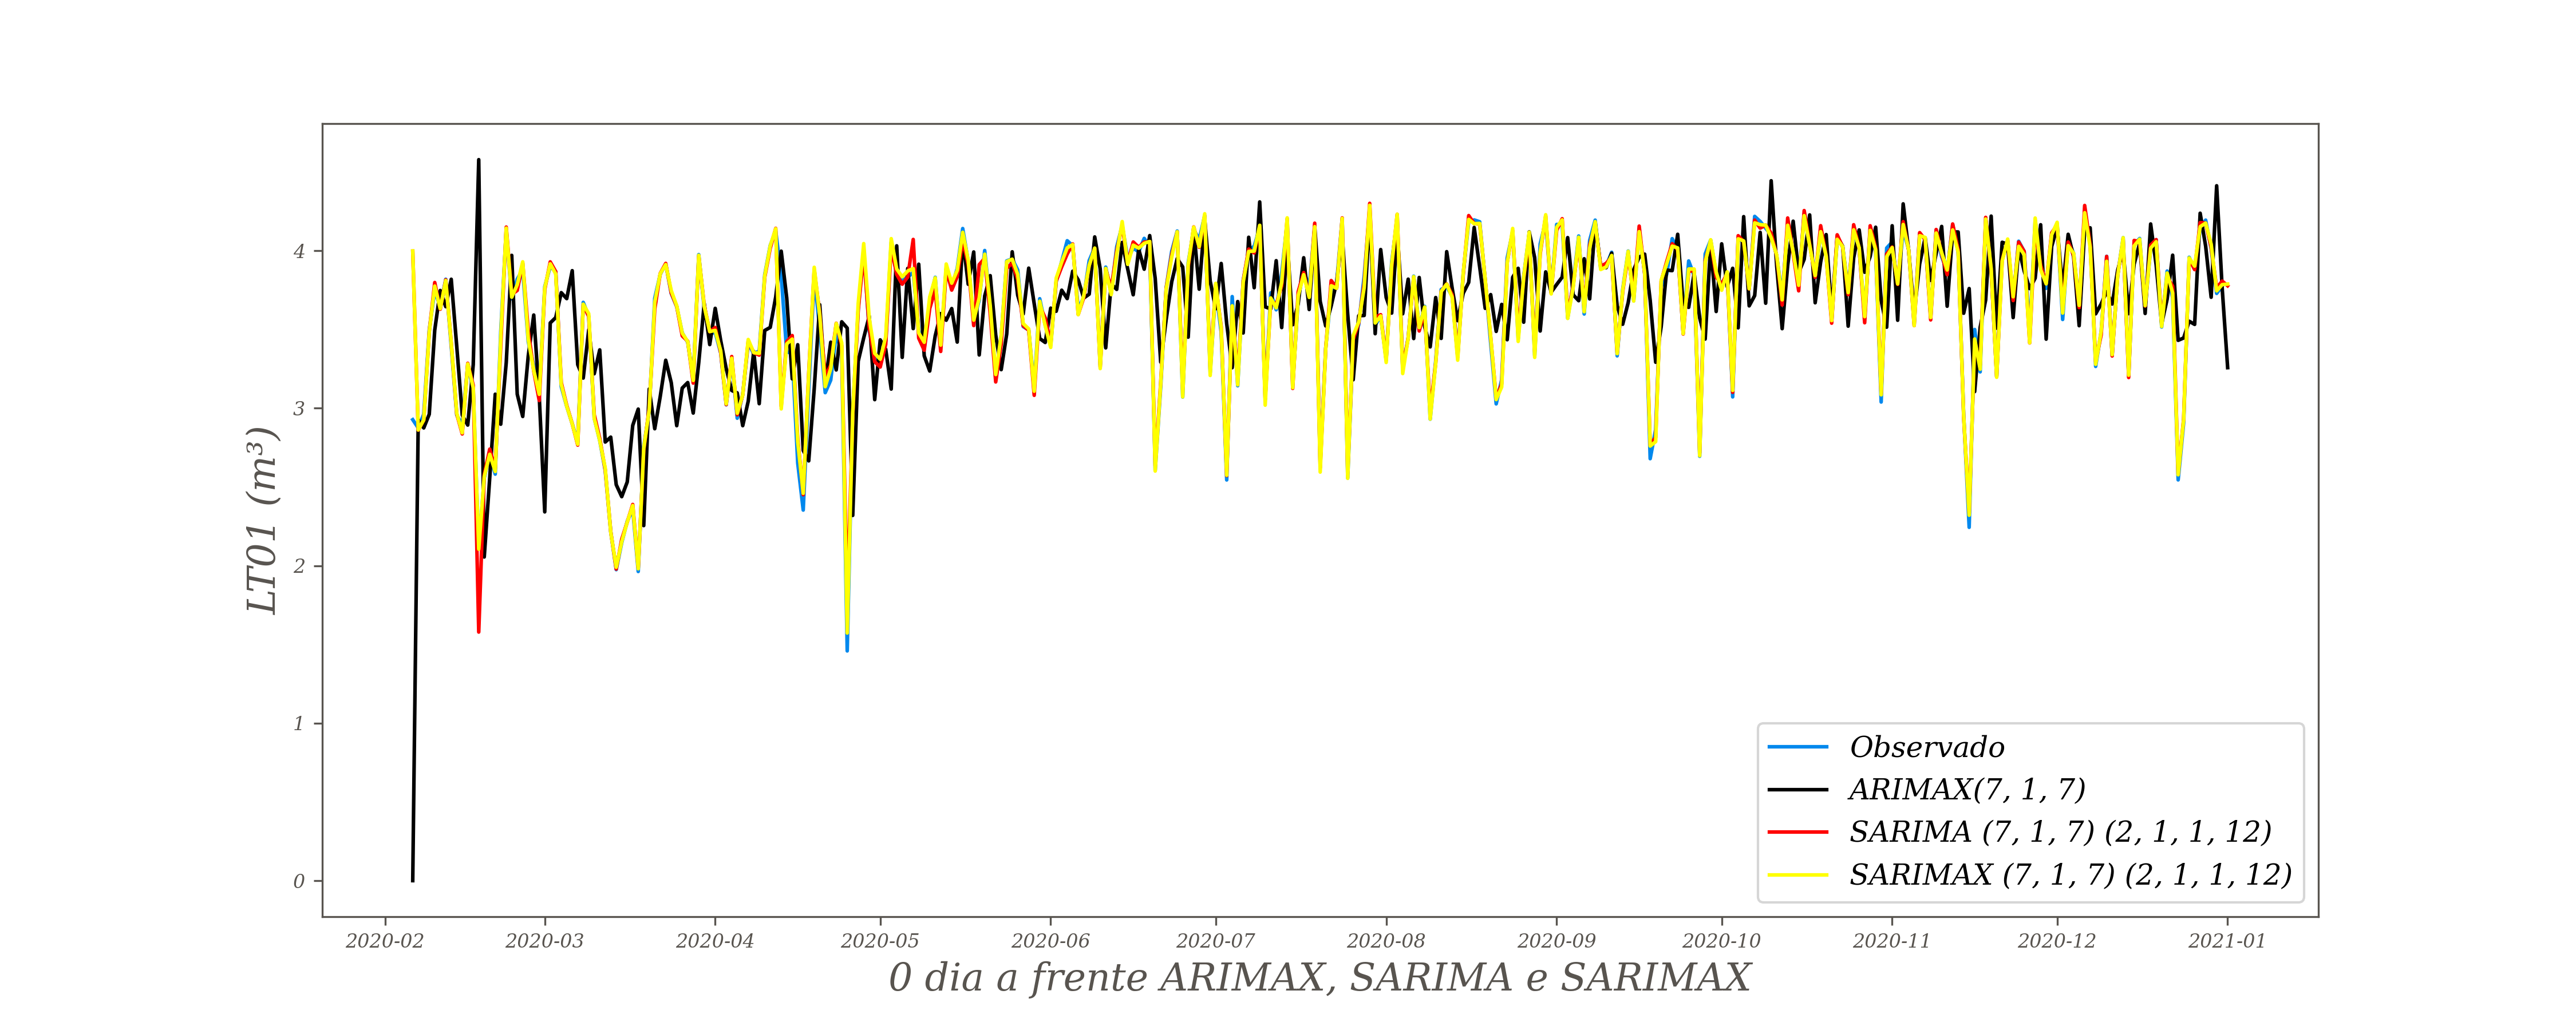 LT01 (m³)
4
3
2
1
0
Observado
ARIMAX(7, 1, 7)
SARIMA (7, 1, 7) (2, 1, 1, 12)
SARIMAX (7, 1, 7) (2, 1, 1, 12)
2020-02 2020-03 2020-04 2020-05 2020-06 2020-07 2020-08 2020-09 2020-10 2020-11 2020-12 2021-01
0 dia a frente ARIMAX, SARIMA e SARIMAX